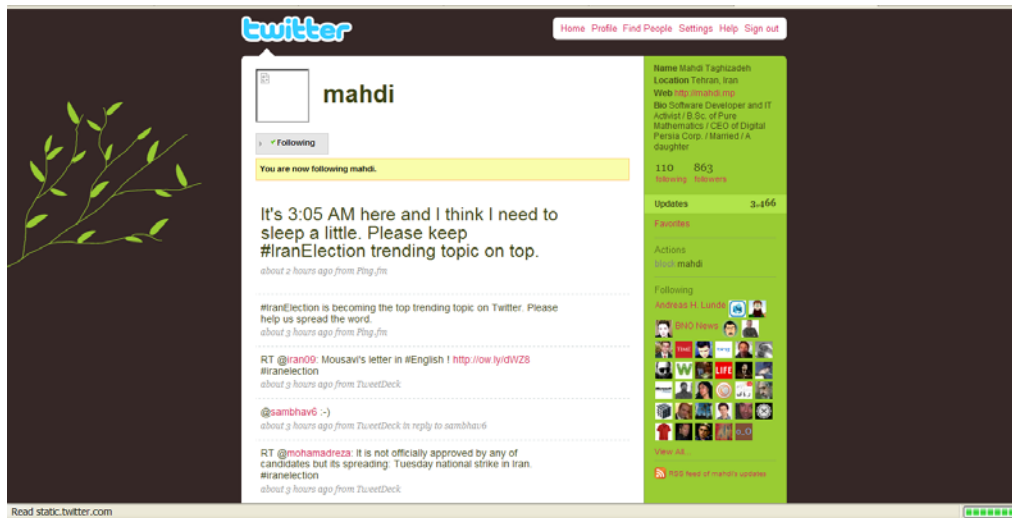 twitter
Home Profile Find People Settings Help Sign out
mahdi
Following
You are now following mahdi.
It's 3:05 AM here and I think I need to
sleep a little. Please keep
#IranElection trending topic on top.
about 2 hours ago from Ping.fm
#IranElection is becoming the top trending topic on Twitter. Please
help us spread the word.
about 3 hours ago from Ping.fm
RT @iran09: Mousavi's letter in #English ! http://ow.ly/dWZ8
#iranelection
about 3 hours ago from TweetDeck
@sambhav6 :-)
about 3 hours ago from TweetDeck in reply to sambhav6
RT @mohamadreza: It is not officially approved by any of
candidates but its spreading: Tuesday national strike in Iran.
#iranelection
about 3 hours ago from TweetDeck
Name Mahdi Taghizadeh
Location Tehran, Iran
Web http://mahdi.mp
Bio Software Developer and IT
Activist / B.Sc. of Pure
Mathematics / CEO of Digital
Persia Corp. / Married / A
daughter
110 863
following followers
Updates 3,466
Favorites
Actions
block mahdi
Following
Andreas H. Lunde
BNO News
TIME
W LIFE
View All...
RSS feed of mahdi's updates
Read static.twitter.com